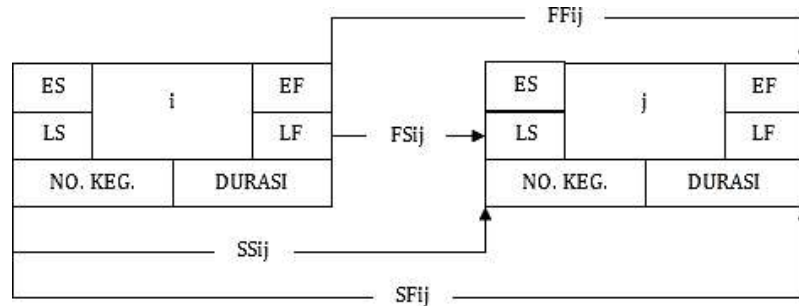 FFij
ES i EF ES j EF
LS LF FSij LS LF
NO. KEG. DURASI NO. KEG. DURASI
SSij
SFij